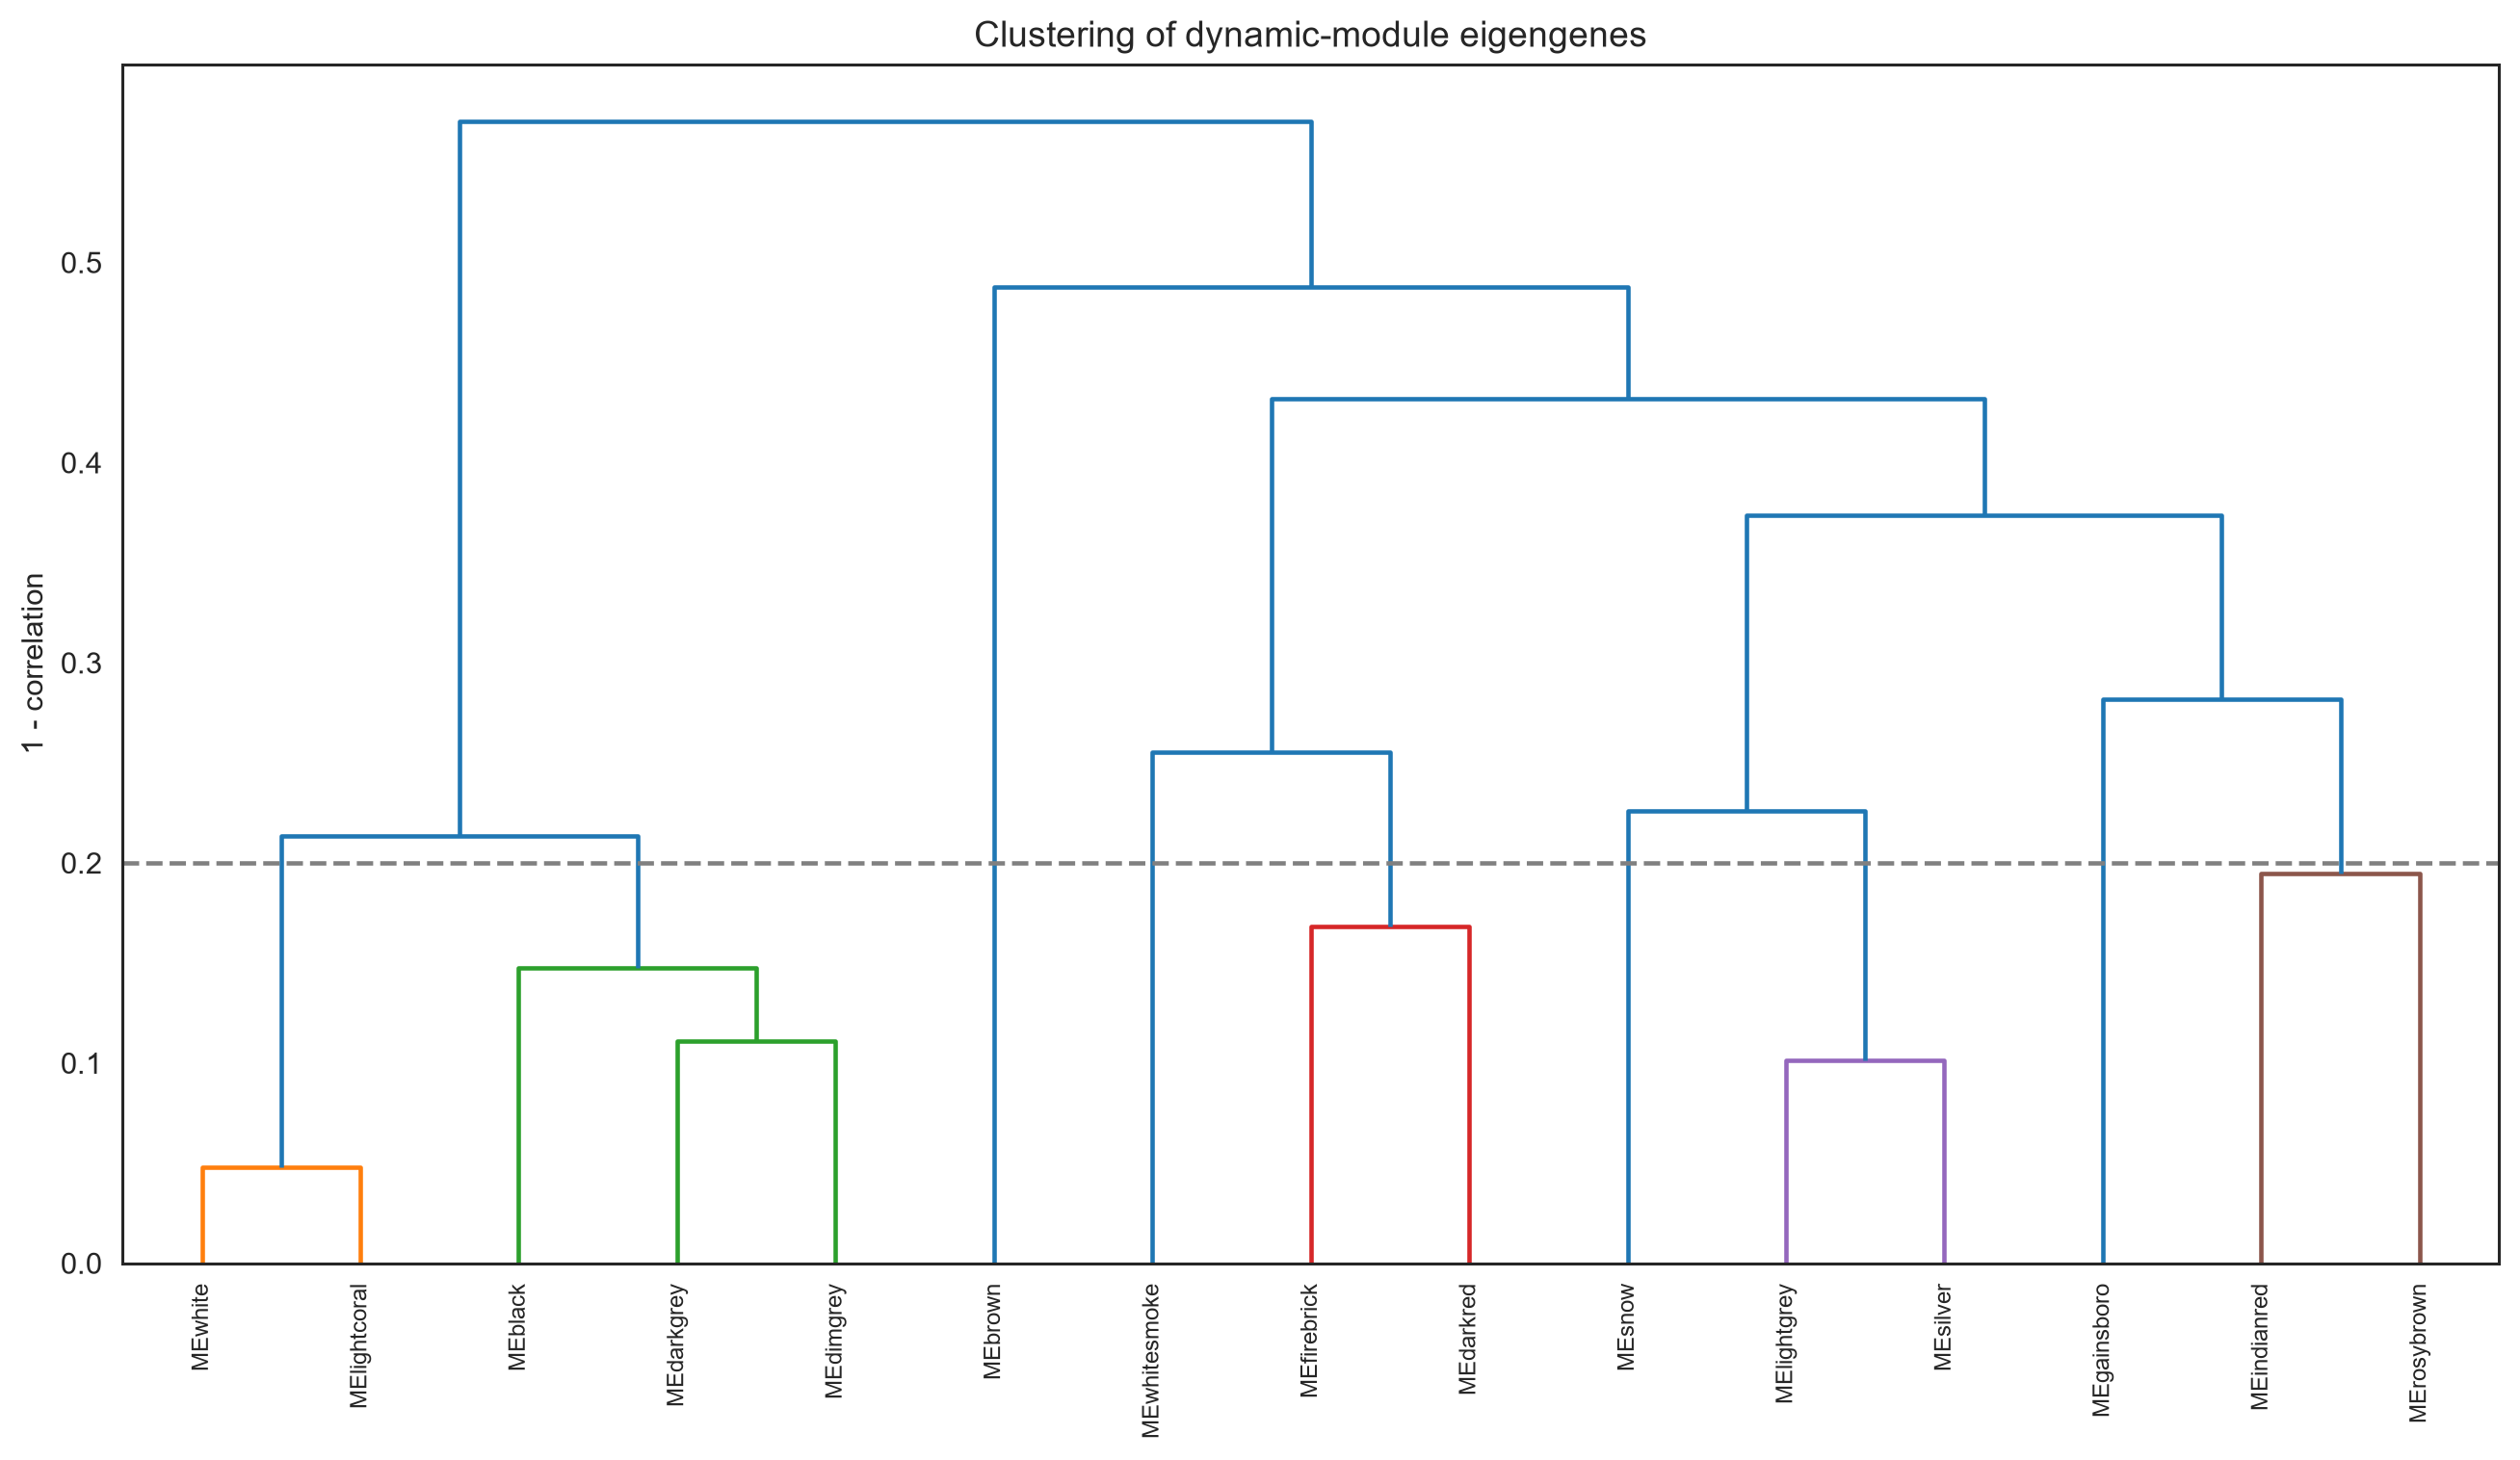 Clustering of dynamic-module eigengenes
1 - correlation
0.5
0.4
0.3
0.2
0.1
0.0
MEwhite
MElightcoral
MEblack
MEdarkgrey
MEdimgrey
MEbrown
MEwhitesmoke
MEfirebrick
MEdarkred
MEsnow
MElightgrey
MEsilver
MEgainsboro
MEindianred
MErosybrown